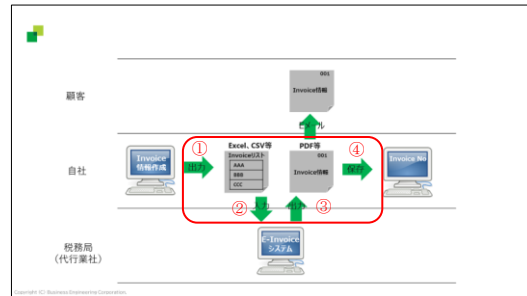 001
顧客
Invoice情報
Eメール
①
④
Excel、CSV等
PDF等
Invoice
情報作成
Invoiceリスト
001
Invoice No
自社
出力
AAA
BBB
CCC
Invoice情報
保存
②
入力
出力
③
E-Invoice
システム
税務局
(代行業社)
Copyright (C) Business Engineering Corporation.